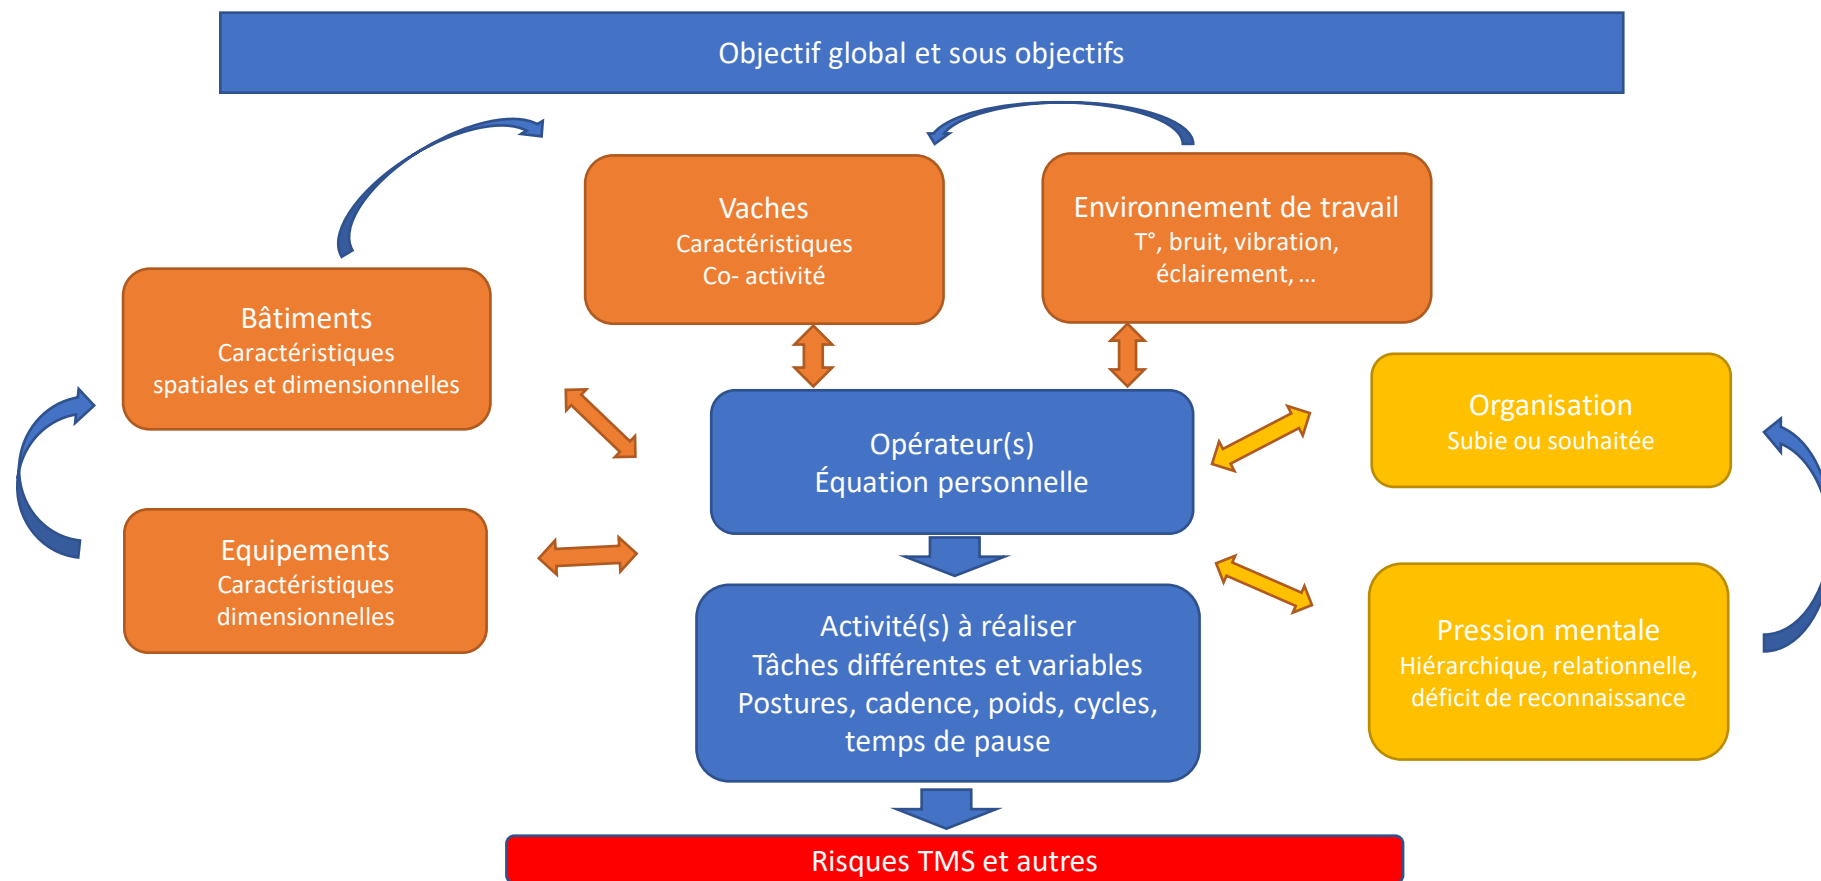 Objectif global et sous objectifs
Vaches
Caractéristiques
Co- activité
Environnement de travail
T°, bruit, vibration,
éclairement, ...
Bâtiments
Caractéristiques
spatiales et dimensionnelles
Organisation
Subie ou souhaitée
Opérateur(s)
Équation personnelle
Equipements
Caractéristiques
dimensionnelles
Activité(s) à réaliser
Tâches différentes et variables
Postures, cadence, poids, cycles,
temps de pause
Pression mentale
Hiérarchique, relationnelle,
déficit de reconnaissance
Risques TMS et autres